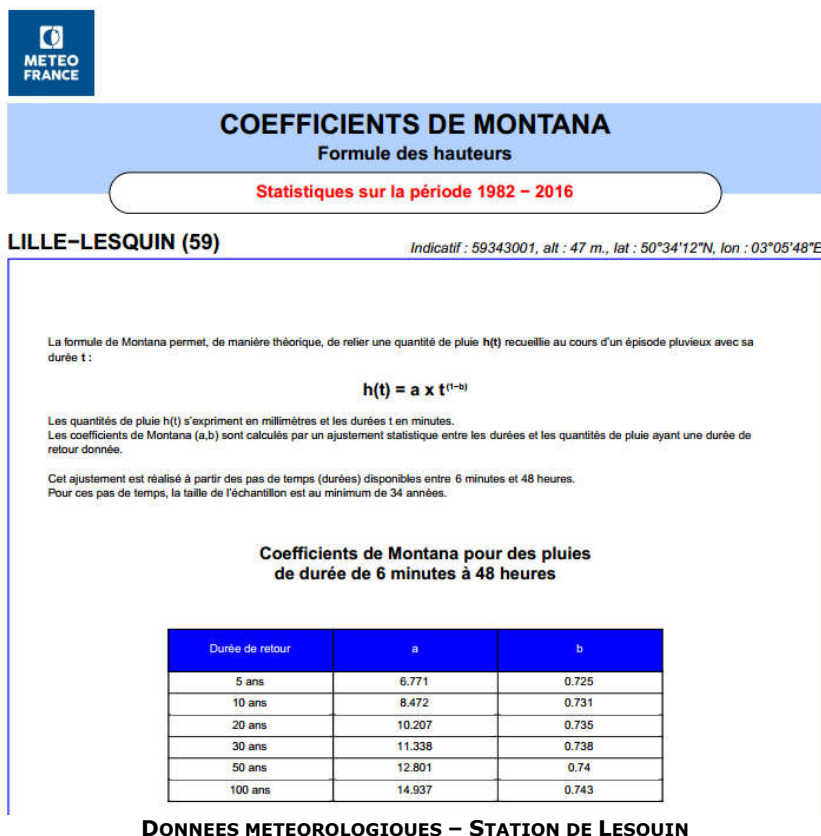 METEO
FRANCE
COEFFICIENTS DE MONTANA
Formule des hauteurs
Statistiques sur la période 1982 − 2016
LILLE−LESQUIN (59)
Indicatif : 59343001, alt : 47 m., lat : 50°34'12"N, lon : 03°05'48"E
La formule de Montana permet, de manière théorique, de relier une quantité de pluie h(t) recueillie au cours d'un épisode pluvieux avec sa
durée t :
h(t) = a x t⁽¹⁻ᵇ⁾
Les quantités de pluie h(t) s'expriment en millimètres et les durées t en minutes.
Les coefficients de Montana (a,b) sont calculés par un ajustement statistique entre les durées et les quantités de pluie ayant une durée de
retour donnée.
Cet ajustement est réalisé à partir des pas de temps (durées) disponibles entre 6 minutes et 48 heures.
Pour ces pas de temps, la taille de l'échantillon est au minimum de 34 années.
Coefficients de Montana pour des pluies
de durée de 6 minutes à 48 heures
Durée de retour a b
5 ans 6.771 0.725
10 ans 8.472 0.731
20 ans 10.207 0.735
30 ans 11.338 0.738
50 ans 12.801 0.74
100 ans 14.937 0.743
DONNEES METEOROLOGIQUES – STATION DE LESQUIN